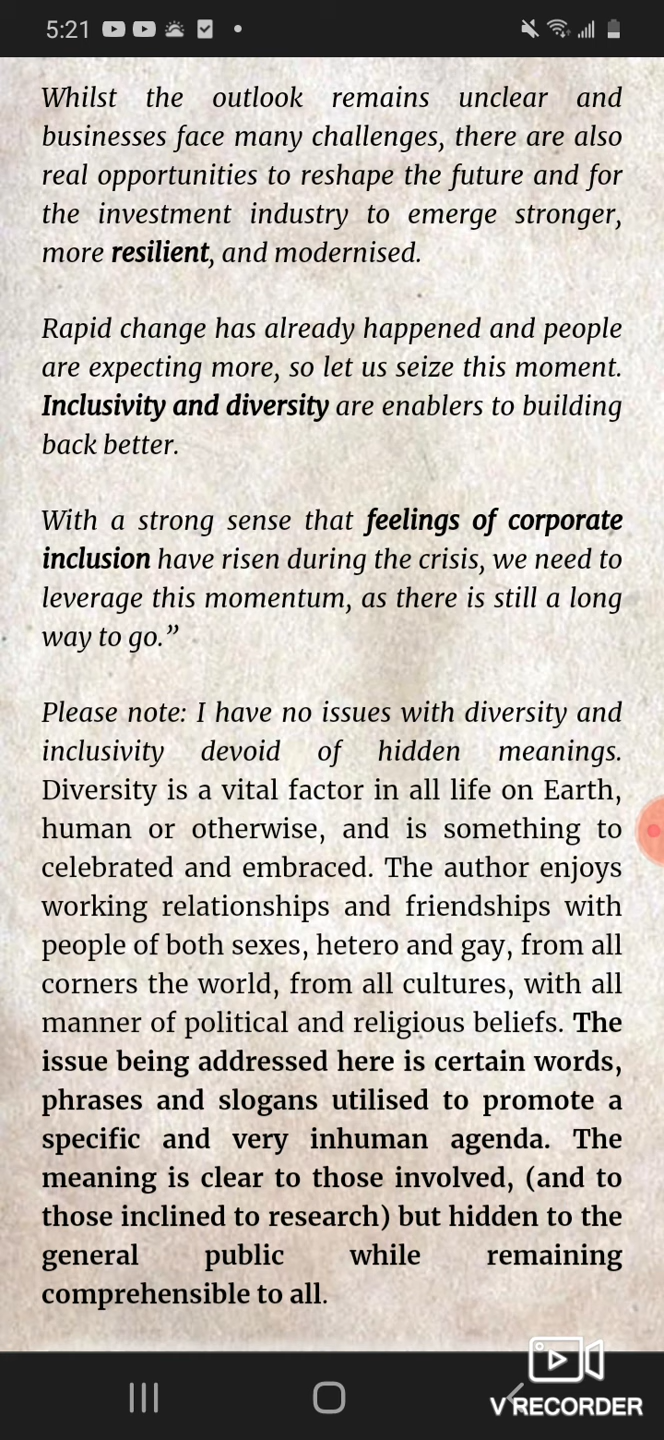 5:21
Whilst the outlook remains unclear and
businesses face many challenges, there are also
real opportunities to reshape the future and for
the investment industry to emerge stronger,
more resilient, and modernised.
Rapid change has already happened and people
are expecting more, so let us seize this moment.
Inclusivity and diversity are enablers to building
back better.
With a strong sense that feelings of corporate
inclusion have risen during the crisis, we need to
leverage this momentum, as there is still a long
way to go.”
Please note: I have no issues with diversity and
inclusivity devoid of hidden meanings.
Diversity is a vital factor in all life on Earth,
human or otherwise, and is something to
celebrated and embraced. The author enjoys
working relationships and friendships with
people of both sexes, hetero and gay, from all
corners the world, from all cultures, with all
manner of political and religious beliefs. The
issue being addressed here is certain words,
phrases and slogans utilised to promote a
specific and very inhuman agenda. The
meaning is clear to those involved, (and to
those inclined to research) but hidden to the
general public while remaining
comprehensible to all.
V RECORDER